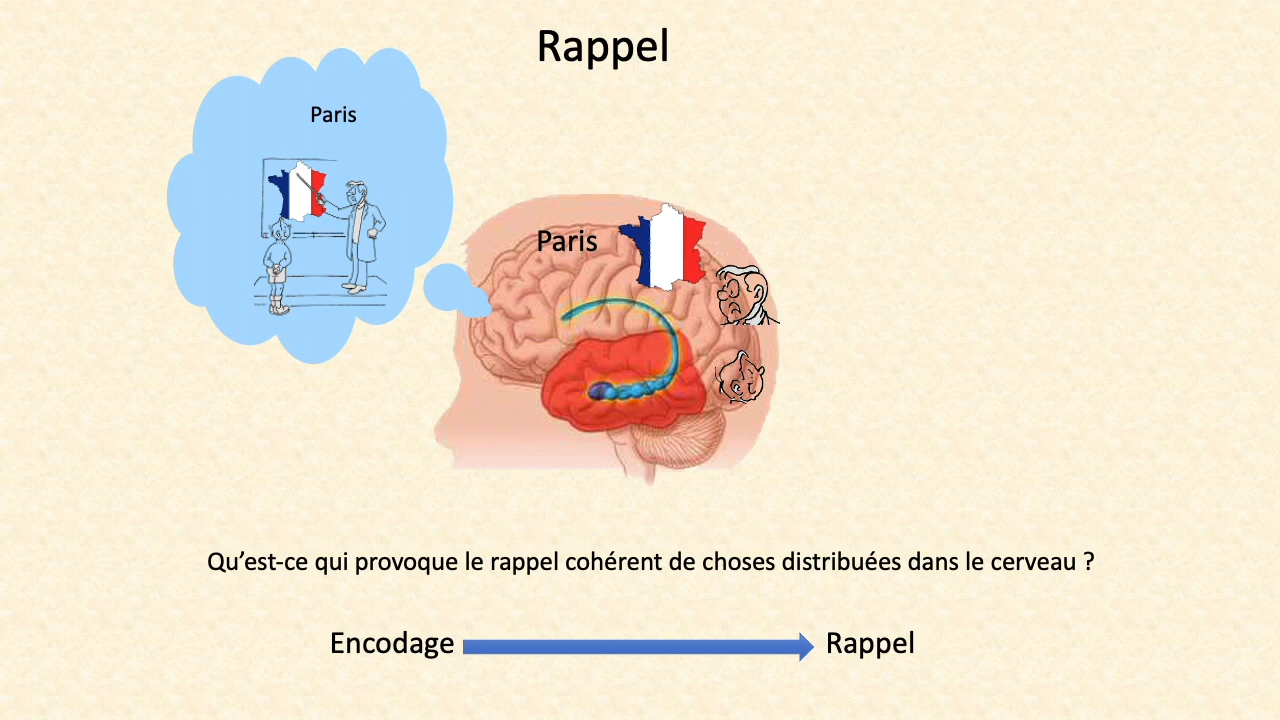 Rappel
Paris
Paris
Qu’est-ce qui provoque le rappel cohérent de choses distribuées dans le cerveau ?
Encodage
Rappel